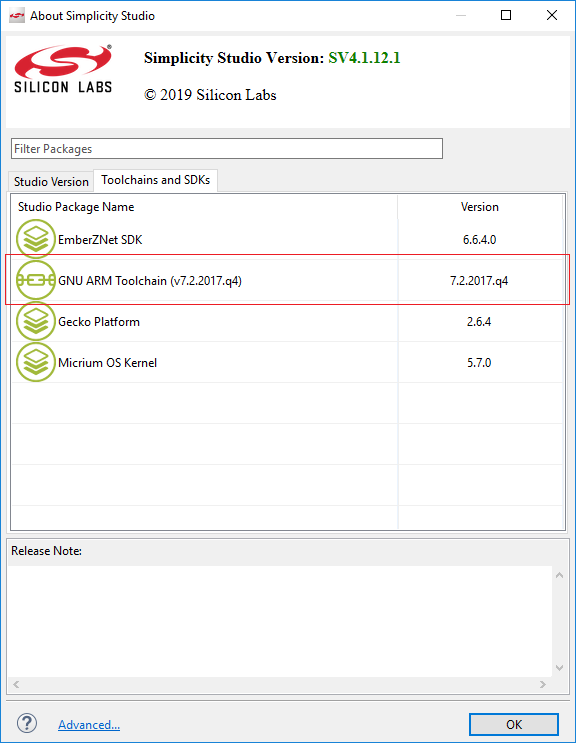 About Simplicity Studio
SILICON LABS
Simplicity Studio Version: SV4.1.12.1
© 2019 Silicon Labs
Filter Packages
Studio Version
Toolchains and SDKs
Studio Package Name Version
EmberZNet SDK 6.6.4.0
GNU ARM Toolchain (v7.2.2017.q4) 7.2.2017.q4
Gecko Platform 2.6.4
Micrium OS Kernel 5.7.0
Release Note:
? Advanced... OK